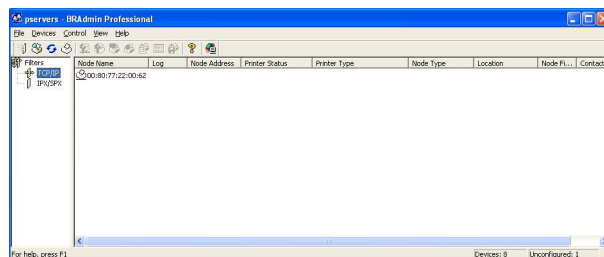 pservers - BRAdmin Professional
File Devices Control View Help
Filters
TCP/IP
IPX/SPX
Node Name Log Node Address Printer Status Printer Type Node Type Location Node Fi... Contact
00:80:77:22:00:62
For help, press F1 Devices: 8 Unconfigured: 1